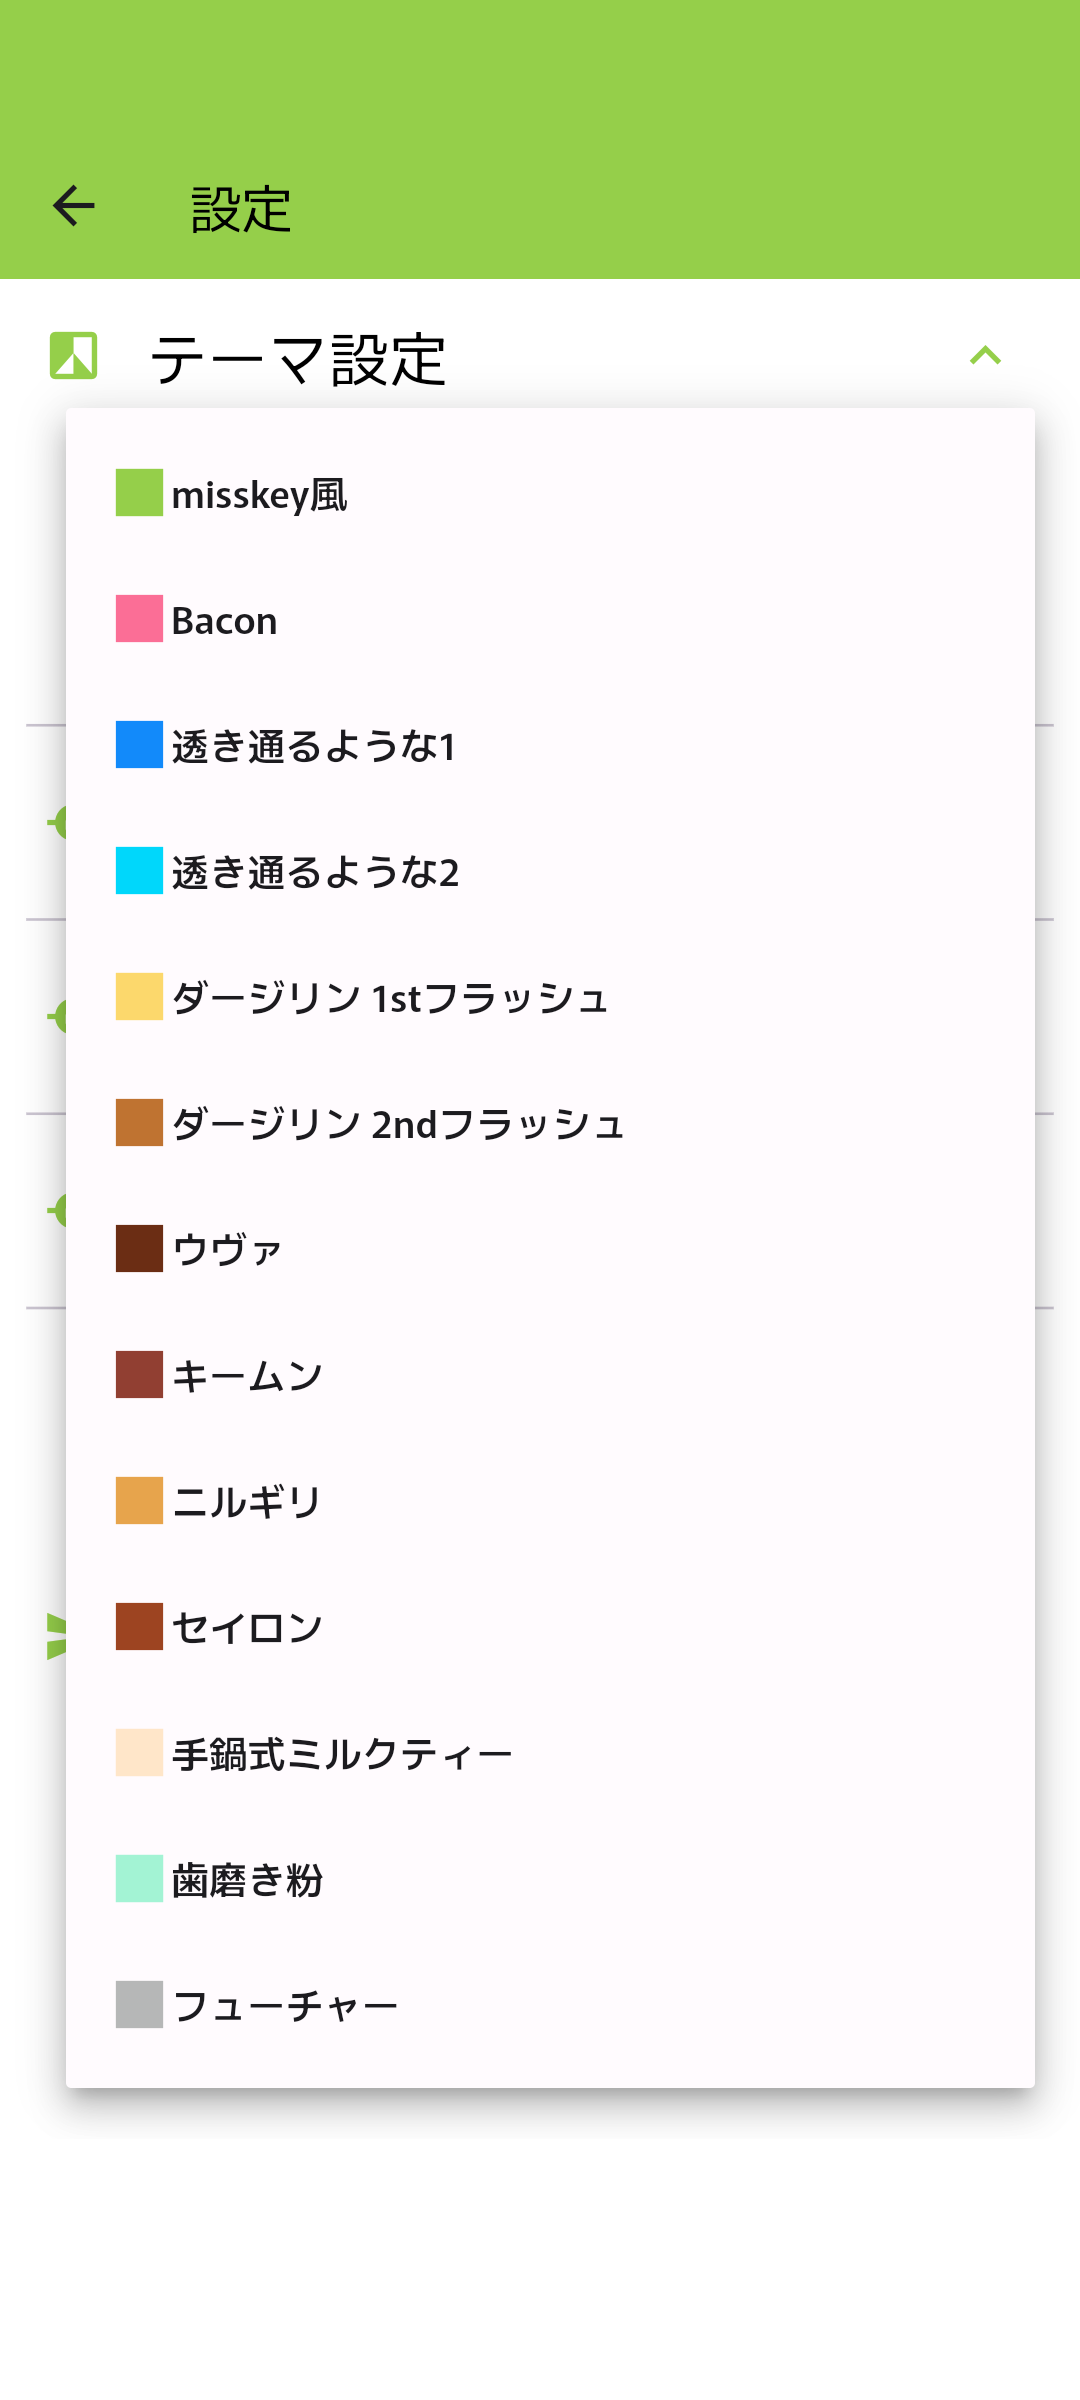 設定
テーマ設定
misskey風
Bacon
透き通るような1
透き通るような2
ダージリン 1stフラッシュ
ダージリン 2ndフラッシュ
ウヴァ
キームン
ニルギリ
セイロン
手鍋式ミルクティー
歯磨き粉
フューチャー